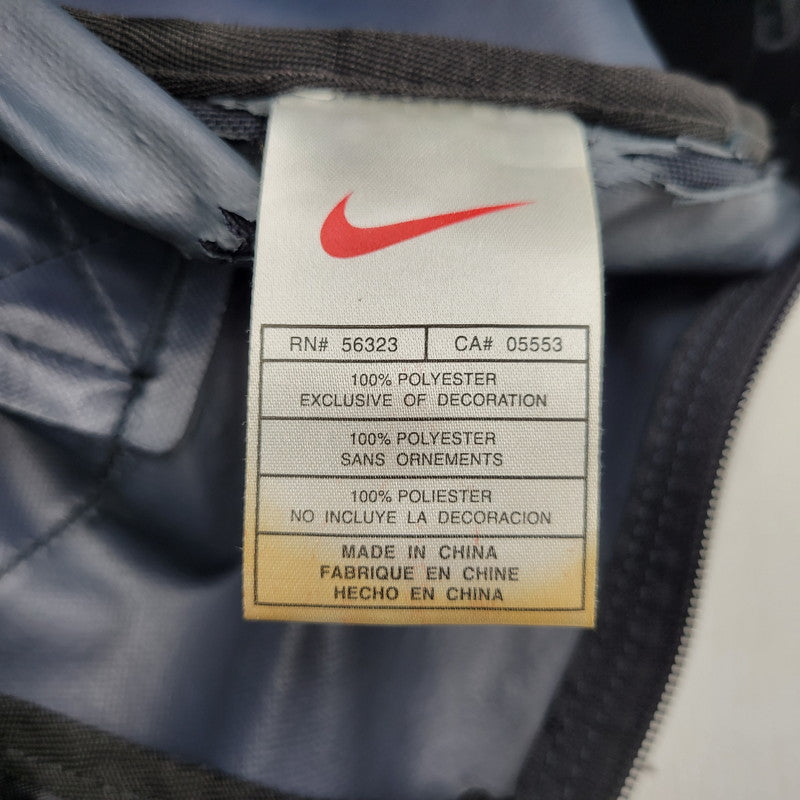 RN# 56323 CA# 05553
100% POLYESTER
EXCLUSIVE OF DECORATION
100% POLYESTER
SANS ORNEMENTS
100% POLIESTER
NO INCLUYE LA DECORACION
MADE IN CHINA
FABRIQUE EN CHINE
HECHO EN CHINA